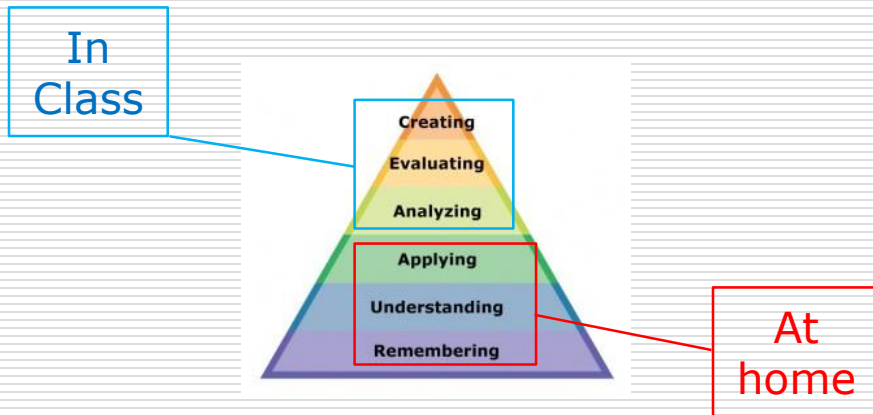 In
Class
Creating
Evaluating
Analyzing
Applying
Understanding
Remembering
At
home